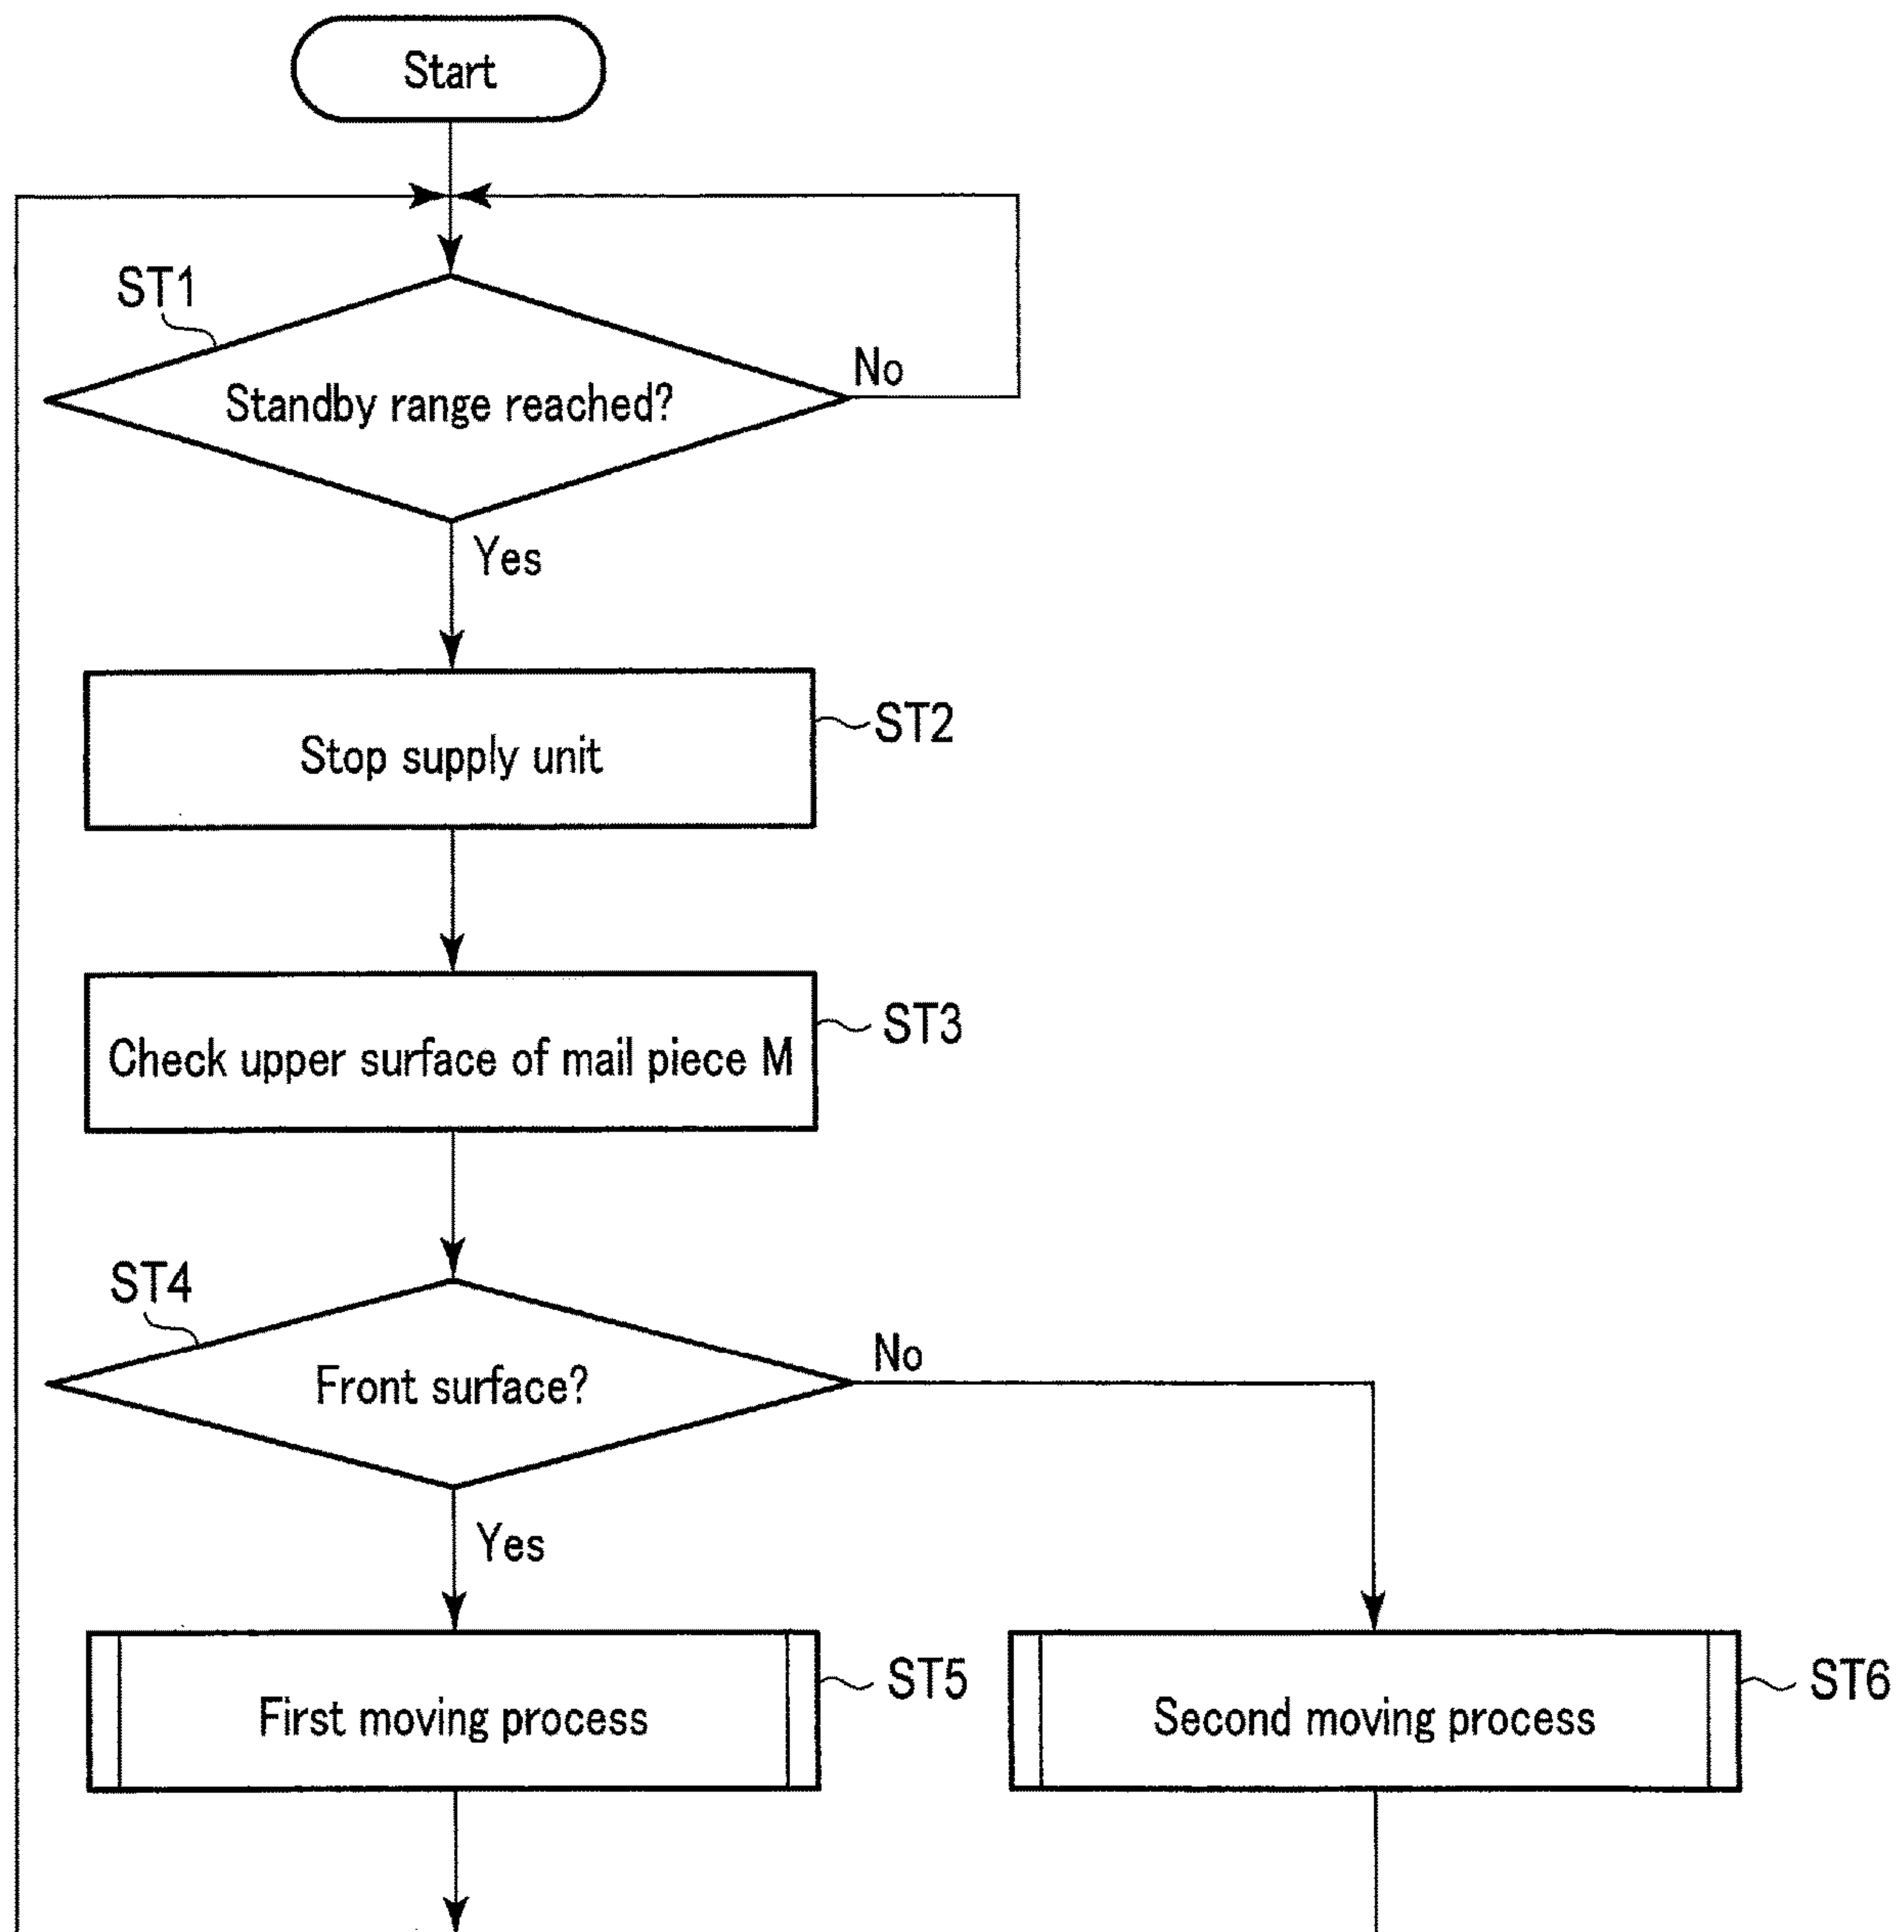 Start
ST1
Standby range reached?
No
Yes
Stop supply unit
ST2
Check upper surface of mail piece M
ST3
ST4
Front surface?
No
Yes
First moving process
ST5
Second moving process
ST6